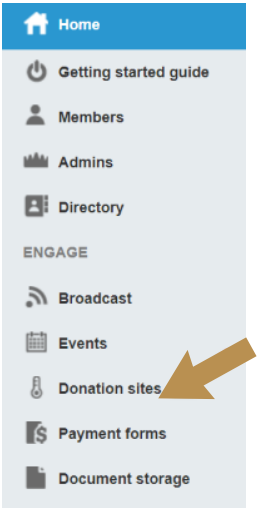 Home
Getting started guide
Members
Admins
Directory
ENGAGE
Broadcast
Events
Donation sites
Payment forms
Document storage